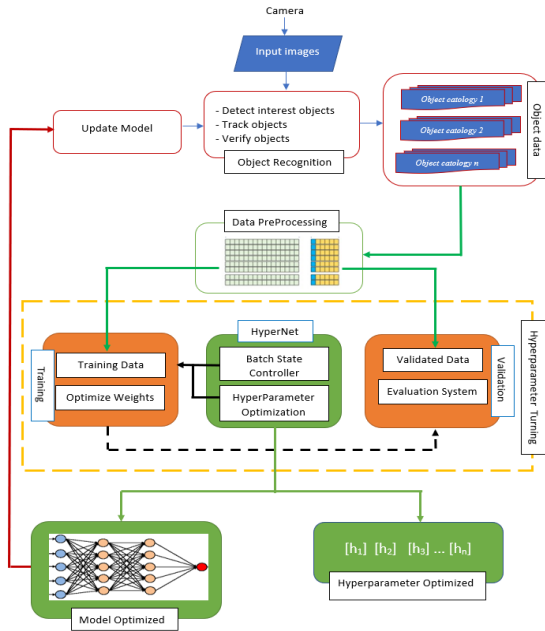 Camera
Input images
- Detect interest objects
- Track objects
- Verify objects
Object Recognition
Update Model
Object catology 1
Object catology 2
Object catology n
Object data
Data PreProcessing
HyperNet
Training Data
Optimize Weights
Training
Batch State
Controller
HyperParameter
Optimization
Validated Data
Evaluation System
Validation
Hyperparameter Turning
Model Optimized
[h1] [h2] [h3] ... [hn]
Hyperparameter Optimized